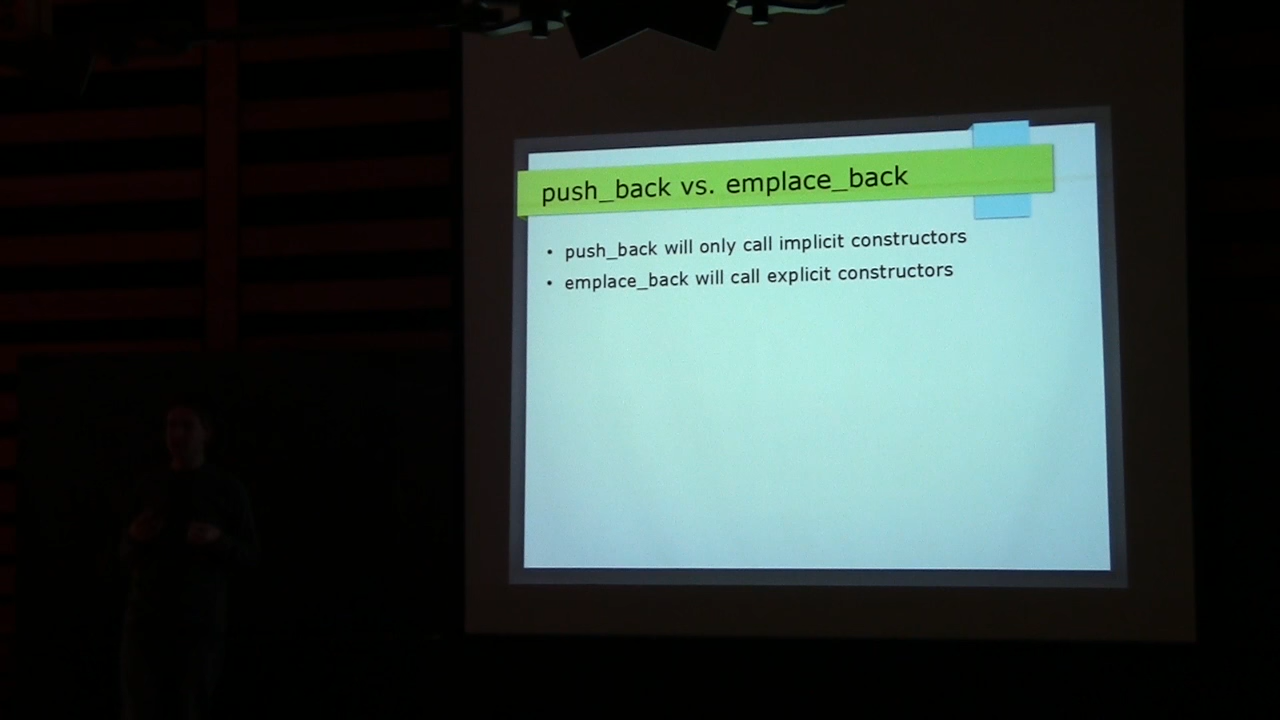 push_back vs. emplace_back
• push_back will only call implicit constructors
• emplace_back will call explicit constructors